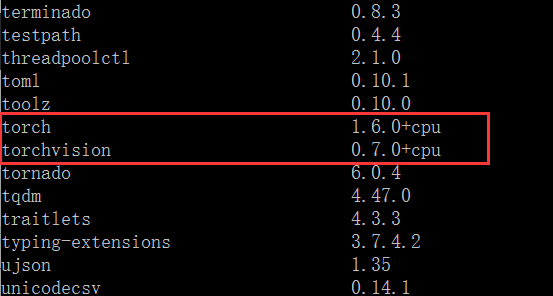 terminado 0.8.3
testpath 0.4.4
threadpoolctl 2.1.0
toml 0.10.1
toolz 0.10.0
torch 1.6.0+cpu
torchvision 0.7.0+cpu
tornado 6.0.4
tqdm 4.47.0
traitlets 4.3.3
typing-extensions 3.7.4.2
ujson 1.35
unicodecsv 0.14.1